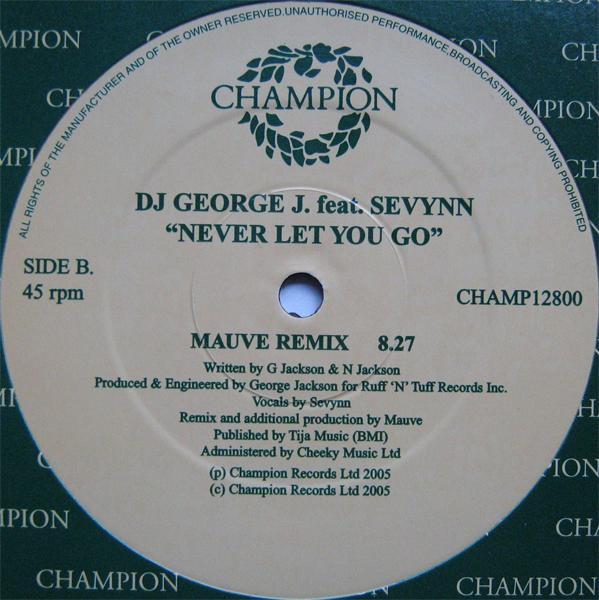 ALL RIGHTS OF THE MANUFACTURER AND OF THE OWNER RESERVED.UNAUTHORISED PERFORMANCE,BROADCASTING AND COPYING PROHIBITED
CHAMPION
DJ GEORGE J. feat. SEVYNN
“NEVER LET YOU GO”
SIDE B.
45 rpm
CHAMP12800
MAUVE REMIX 8.27
Written by G Jackson & N Jackson
Produced & Engineered by George Jackson for Ruff ‘N’ Tuff Records Inc.
Vocals by Sevynn
Remix and additional production by Mauve
Published by Tija Music (BMI)
Administered by Cheeky Music Ltd
(p) Champion Records Ltd 2005
(c) Champion Records Ltd 2005
CHAMPION
CHAMPION
CHAMPION